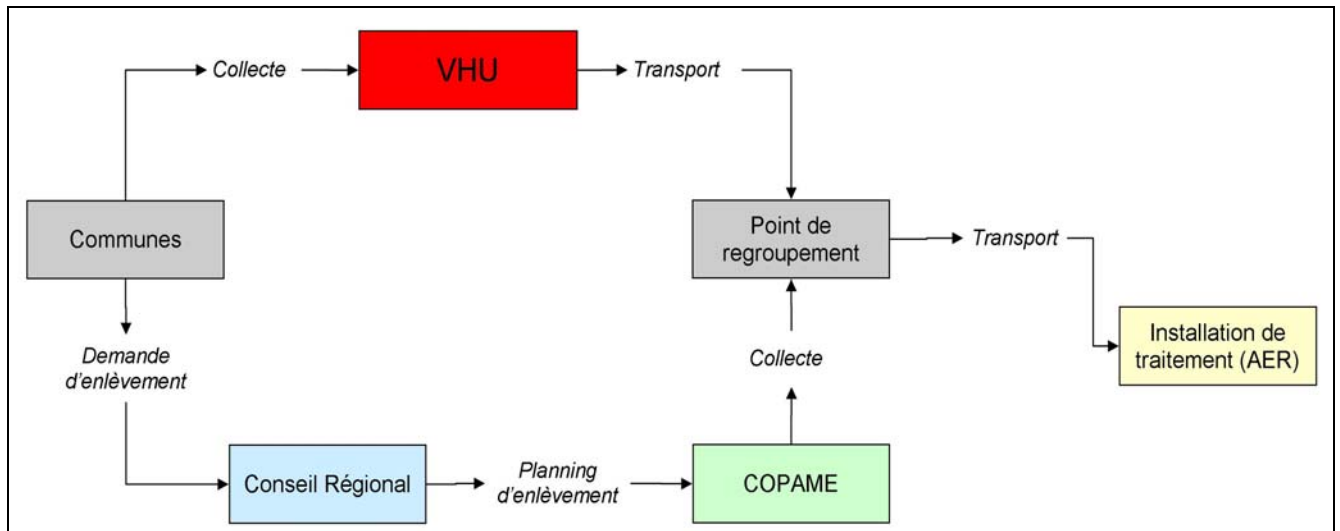 Collecte
VHU
Transport
Communes
Point de
regroupement
Transport
Installation de
traitement (AER)
Demande
d'enlèvement
Collecte
Conseil Régional
Planning
d'enlèvement
COPAME